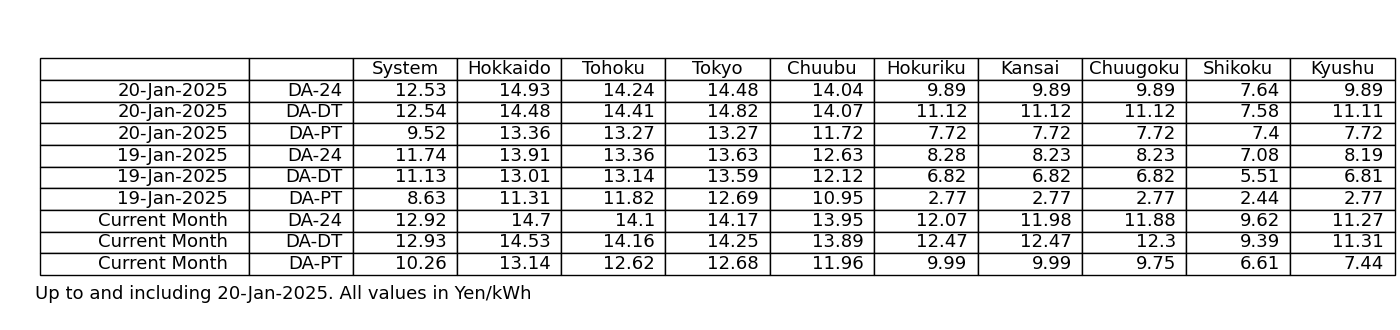 System Hokkaido Tohoku Tokyo Chuubu Hokuriku Kansai Chuugoku Shikoku Kyushu
20-Jan-2025 DA-24 12.53 14.93 14.24 14.48 14.04 9.89 9.89 9.89 7.64 9.89
20-Jan-2025 DA-DT 12.54 14.48 14.41 14.82 14.07 11.12 11.12 11.12 7.58 11.11
20-Jan-2025 DA-PT 9.52 13.36 13.27 13.27 11.72 7.72 7.72 7.72 7.4 7.72
19-Jan-2025 DA-24 11.74 13.91 13.36 13.63 12.63 8.28 8.23 8.23 7.08 8.19
19-Jan-2025 DA-DT 11.13 13.01 13.14 13.59 12.12 6.82 6.82 6.82 5.51 6.81
19-Jan-2025 DA-PT 8.63 11.31 11.82 12.69 10.95 2.77 2.77 2.77 2.44 2.77
Current Month DA-24 12.92 14.7 14.1 14.17 13.95 12.07 11.98 11.88 9.62 11.27
Current Month DA-DT 12.93 14.53 14.16 14.25 13.89 12.47 12.47 12.3 9.39 11.31
Current Month DA-PT 10.26 13.14 12.62 12.68 11.96 9.99 9.99 9.75 6.61 7.44
Up to and including 20-Jan-2025. All values in Yen/kWh